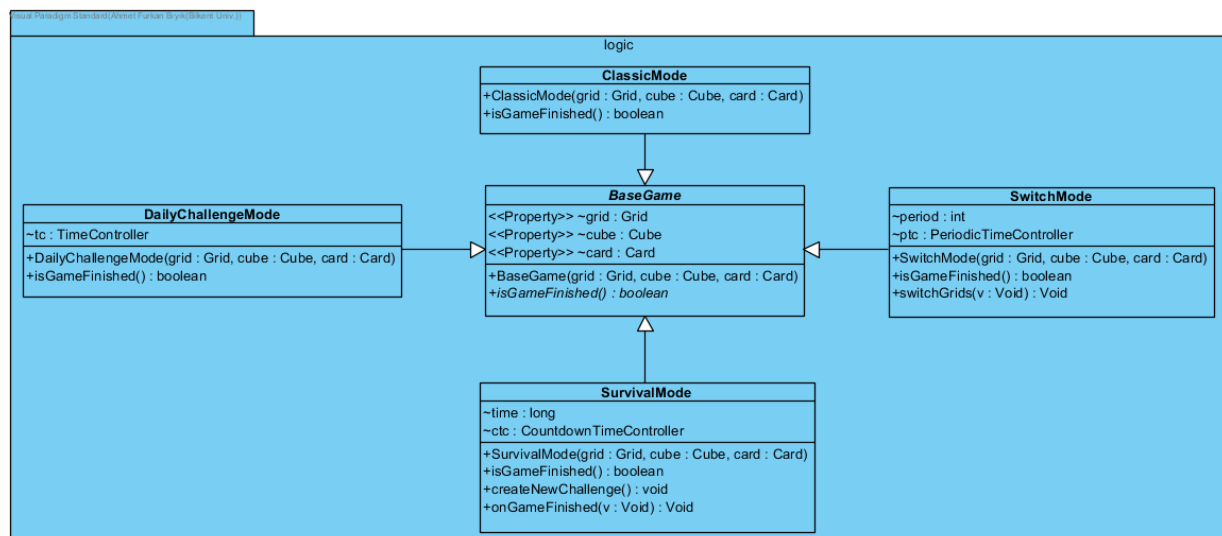 Visual Paradigm Standard(Ahmet Furkan Bıyık(Bilkent Univ.))
logic
ClassicMode
+ClassicMode(grid : Grid, cube : Cube, card : Card)
+isGameFinished() : boolean
BaseGame
<<Property>> ~grid : Grid
<<Property>> ~cube : Cube
<<Property>> ~card : Card
+BaseGame(grid : Grid, cube : Cube, card : Card)
+isGameFinished() : boolean
DailyChallengeMode
~tc : TimeController
+DailyChallengeMode(grid : Grid, cube : Cube, card : Card)
+isGameFinished() : boolean
SwitchMode
~period : int
~ptc : PeriodicTimeController
+SwitchMode(grid : Grid, cube : Cube, card : Card)
+isGameFinished() : boolean
+switchGrids(v : Void) : Void
SurvivalMode
~time : long
~ctc : CountdownTimeController
+SurvivalMode(grid : Grid, cube : Cube, card : Card)
+isGameFinished() : boolean
+createNewChallenge() : void
+onGameFinished(v : Void) : Void